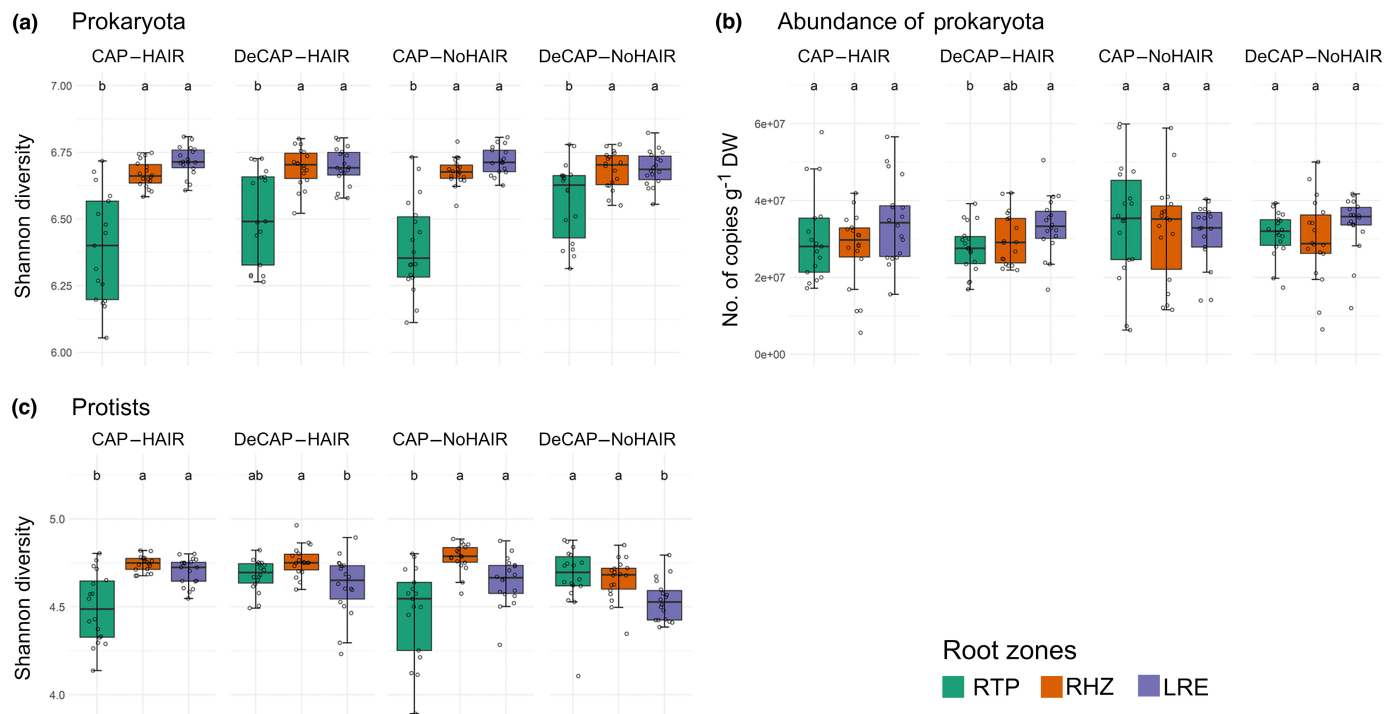 (a) Prokaryota
CAP–HAIR DeCAP–HAIR CAP–NoHAIR DeCAP–NoHAIR
b a a b a a b a a b a a
Shannon diversity
7.00
6.75
6.50
6.25
6.00
(b) Abundance of prokaryota
CAP–HAIR DeCAP–HAIR CAP–NoHAIR DeCAP–NoHAIR
a a a b ab a a a a a a a
No. of copies g-1 DW
6e+07
4e+07
2e+07
0e+00
(c) Protists
CAP–HAIR DeCAP–HAIR CAP–NoHAIR DeCAP–NoHAIR
b a a ab a b b a a a a b
Shannon diversity
5.0
4.5
4.0
Root zones
RTP RHZ LRE